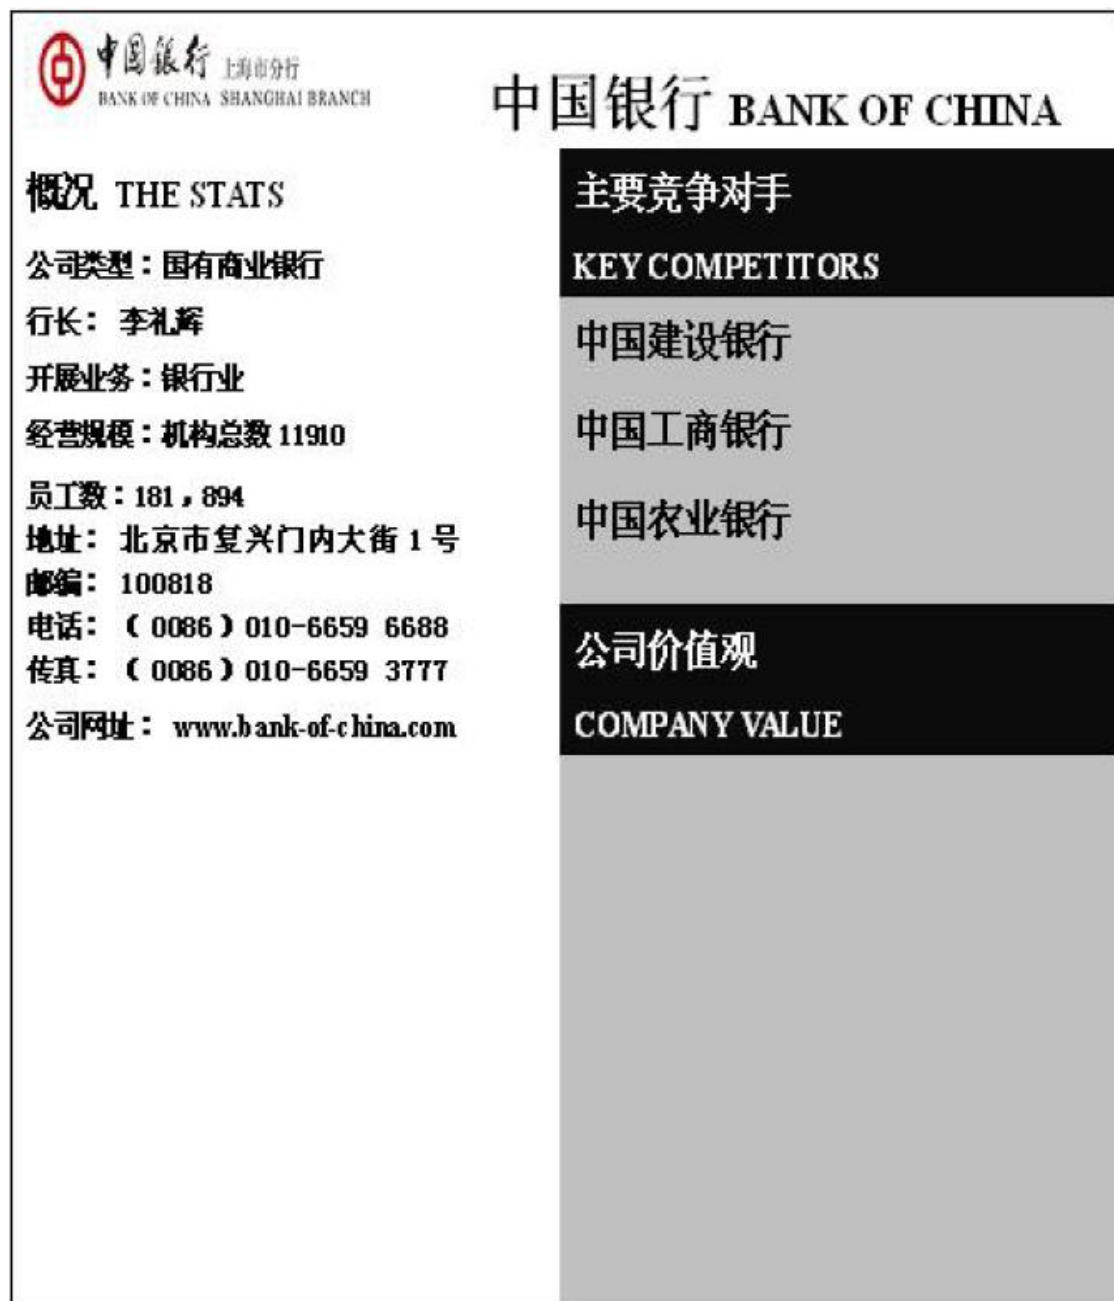 中国银行 上海市分行
BANK OF CHINA SHANGHAI BRANCH
中国银行 BANK OF CHINA
概况 THE STATS
公司类型：国有商业银行
行长： 李礼辉
开展业务：银行业
经营规模：机构总数 11910
员工数：181，894
地址： 北京市复兴门内大街 1 号
邮编： 100818
电话： （0086）010-6659 6688
传真： （0086）010-6659 3777
公司网址： www.bank-of-china.com
主要竞争对手
KEY COMPETITORS
中国建设银行
中国工商银行
中国农业银行
公司价值观
COMPANY VALUE